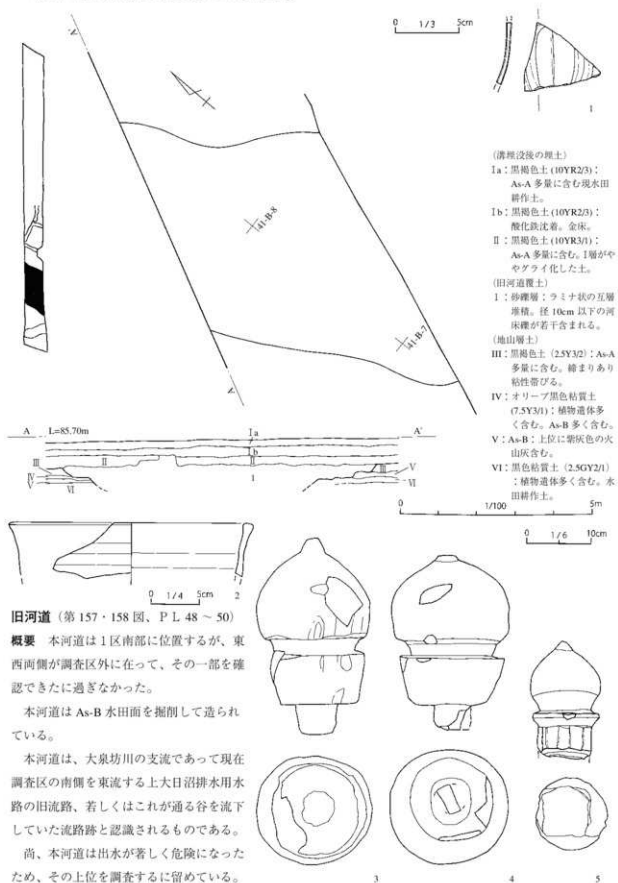 0 1/3 5cm
1
41-B-8
41-B-7
(溝埋没後の埋土)
Ⅰa：黒褐色土 (10YR2/3)：
As-A 多量に含む現水田
耕作土。
Ⅰb：黒褐色土 (10YR2/3)：
酸化鉄沈着。金床。
Ⅱ：黒褐色土 (10YR3/1)：
As-A 多量に含む。Ⅰ層がや
やグライ化した土。
(旧河道覆土)
1：砂礫層：ラミナ状の互層
堆積。径 10cm 以下の河
床礫が若干含まれる。
(地山層土)
III：黒褐色土 (2.5Y3/2)：As-A
多量に含む。締まりあり
粘性帯びる。
IV：オリーブ黒色粘質土
(7.5Y3/1)：植物遺体多
く含む。As-B 多く含む。
V：As-B：上位に紫灰色の火
山灰含む。
VI：黒色粘質土 (2.5GY2/1)
：植物遺体多く含む。水
田耕作土。
A L=85.70m A'
Ⅰa
Ⅰb
Ⅱ Ⅱ
III IV V VI
1
III V VI
0 1/100 5m
0 1/6 10cm
0 1/4 5cm 2
旧河道 (第 157・158 図、ＰＬ 48 ～ 50)
概要　本河道は 1 区南部に位置するが、東
西両側が調査区外に在って、その一部を確
認できたに過ぎなかった。
本河道は As-B 水田面を掘削して造られ
ている。
本河道は、大泉坊川の支流であって現在
調査区の南側を東流する上大日沼排水用水
路の旧流路、若しくはこれが通る谷を流下
していた流路跡と認識されるものである。
尚、本河道は出水が著しく危険になった
ため、その上位を調査するに留めている。
3 4 5